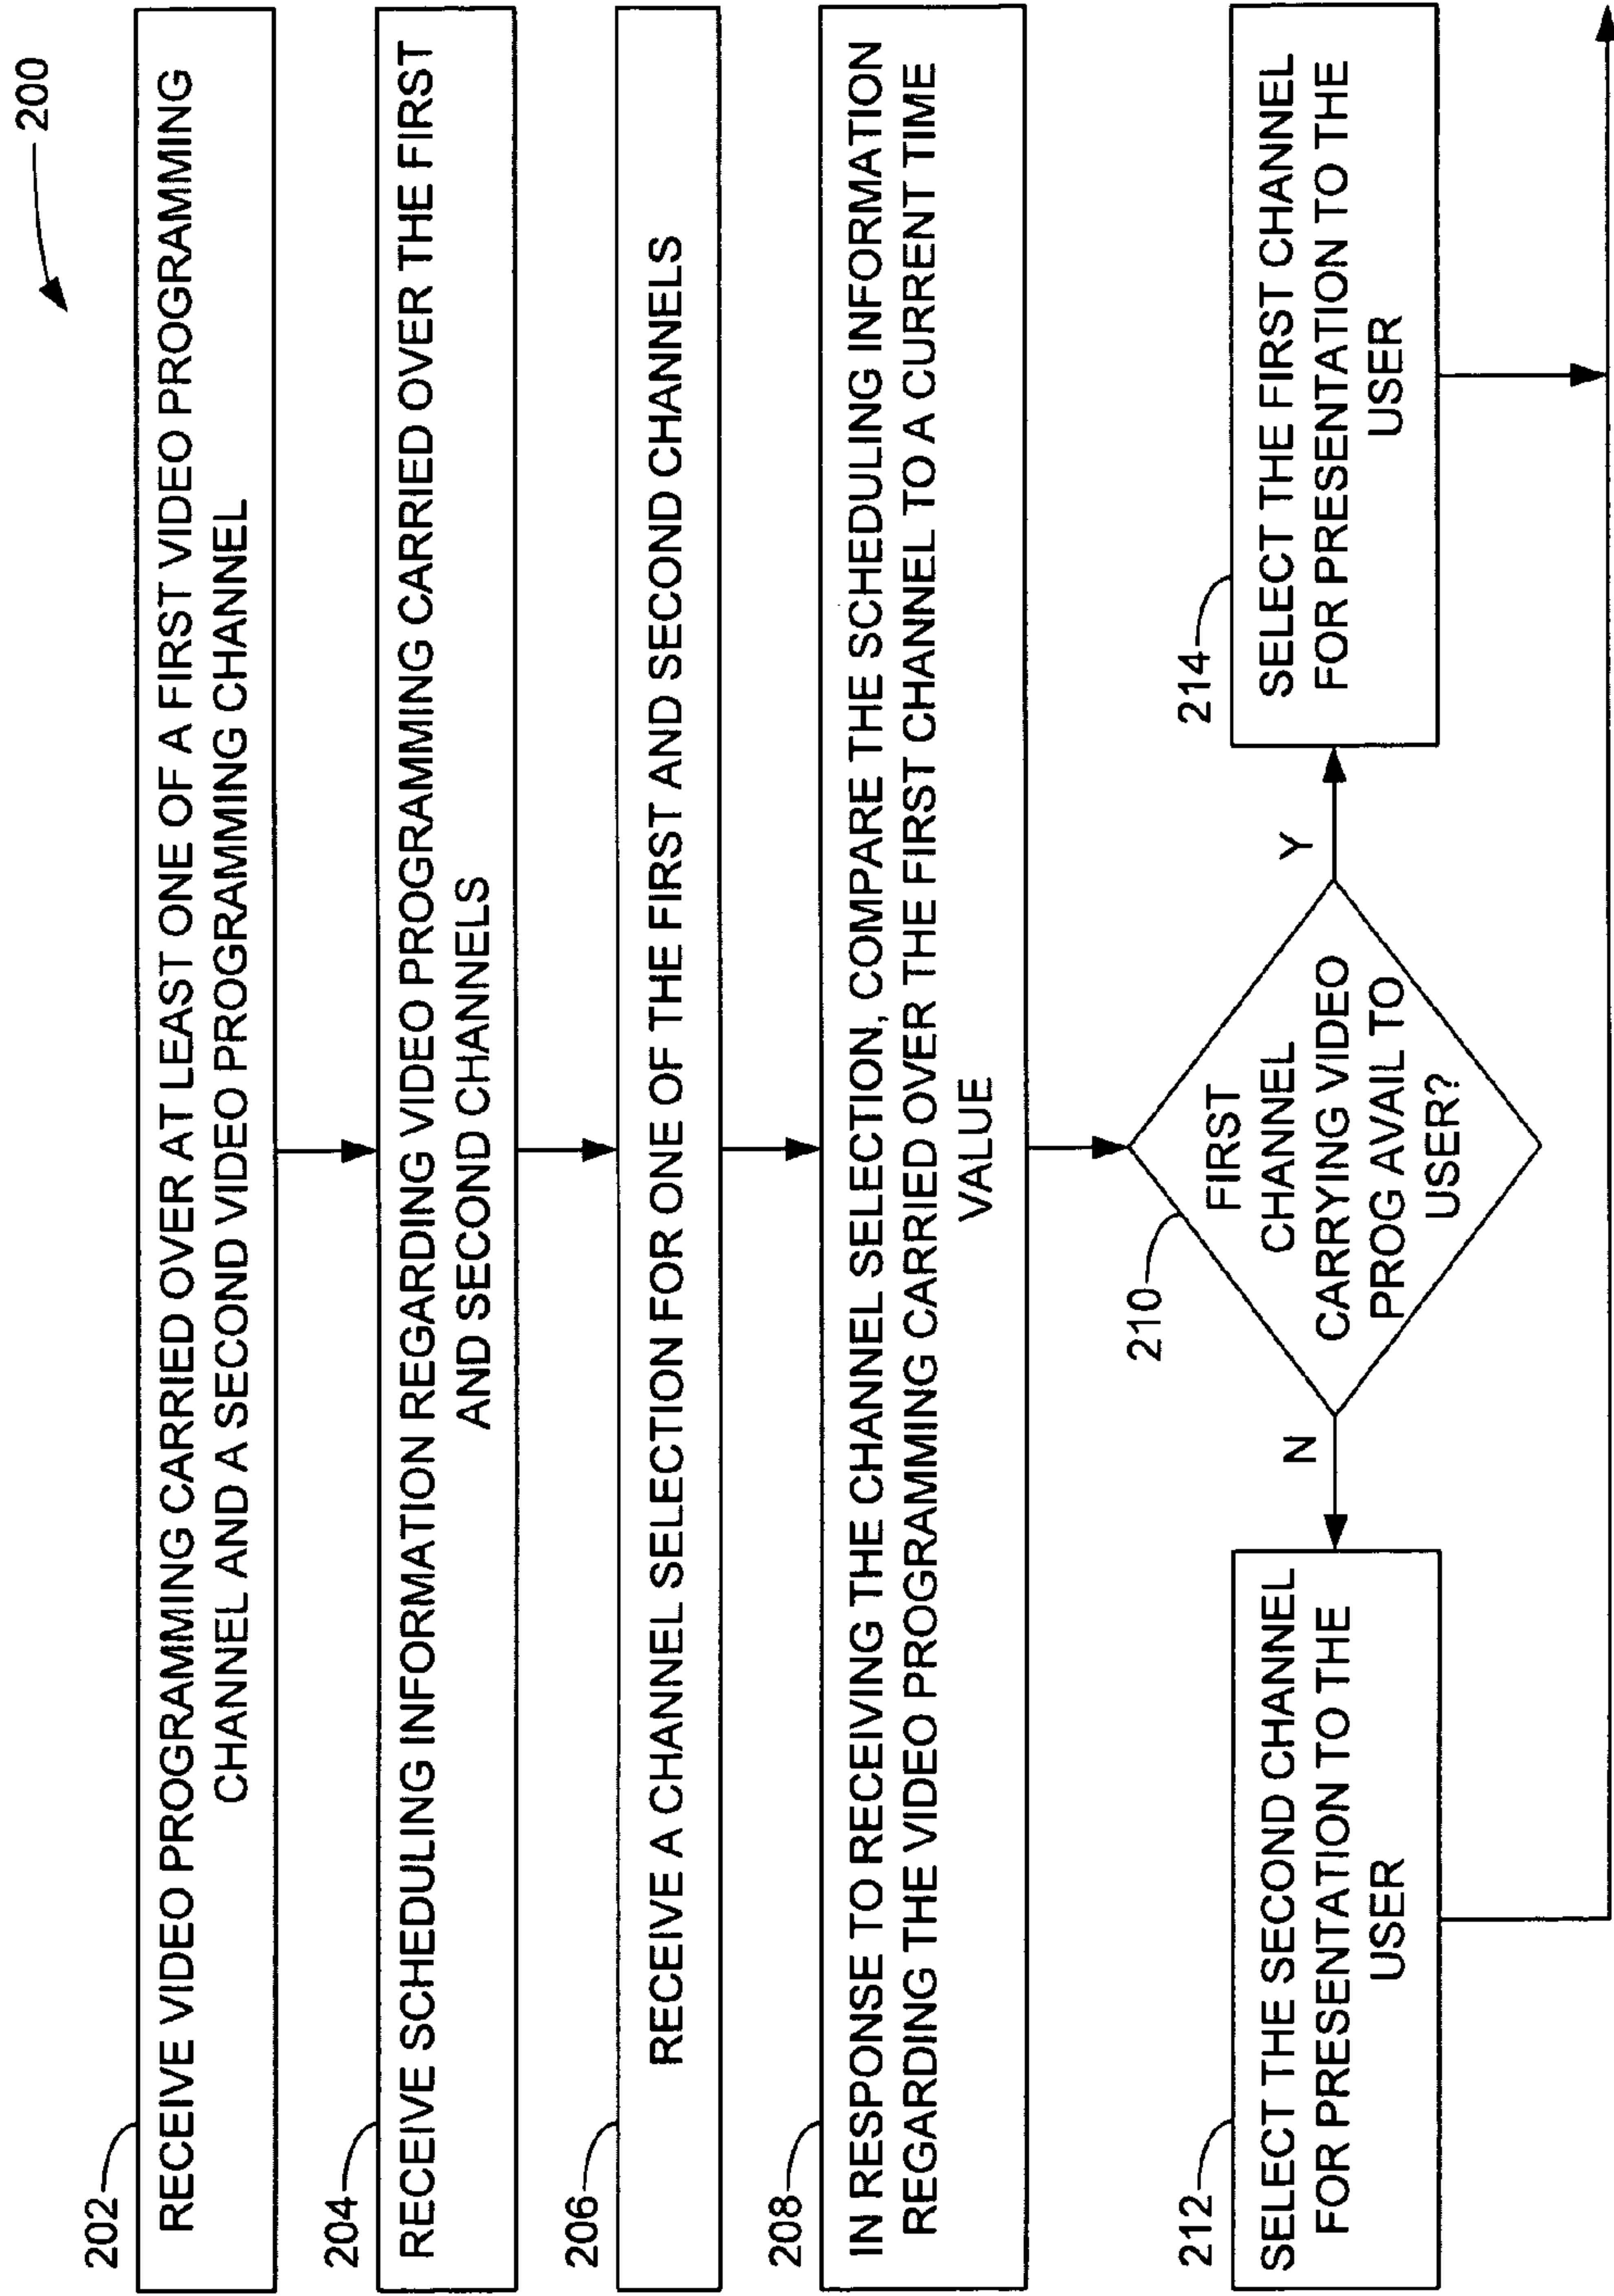 200
202
RECEIVE VIDEO PROGRAMMING CARRIED OVER AT LEAST ONE OF A FIRST VIDEO PROGRAMMING
CHANNEL AND A SECOND VIDEO PROGRAMMING CHANNEL
204
RECEIVE SCHEDULING INFORMATION REGARDING VIDEO PROGRAMMING CARRIED OVER THE FIRST
AND SECOND CHANNELS
206
RECEIVE A CHANNEL SELECTION FOR ONE OF THE FIRST AND SECOND CHANNELS
208
IN RESPONSE TO RECEIVING THE CHANNEL SELECTION, COMPARE THE SCHEDULING INFORMATION
REGARDING THE VIDEO PROGRAMMING CARRIED OVER THE FIRST CHANNEL TO A CURRENT TIME
VALUE
210
FIRST
CHANNEL
CARRYING VIDEO
PROG AVAIL TO
USER?
N
Y
212
SELECT THE SECOND CHANNEL
FOR PRESENTATION TO THE
USER
214
SELECT THE FIRST CHANNEL
FOR PRESENTATION TO THE
USER